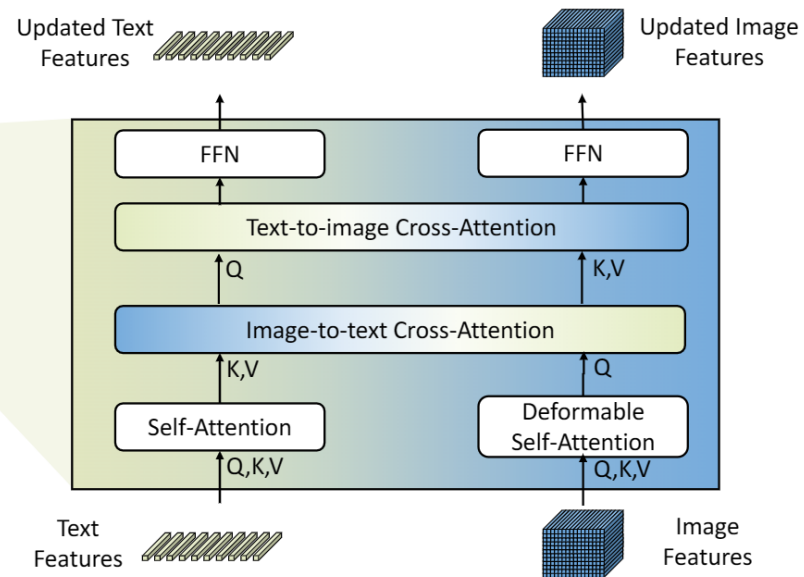 Updated Text
Features
Updated Image
Features
FFN
FFN
Text-to-image Cross-Attention
Q
K,V
Image-to-text Cross-Attention
K,V
Q
Self-Attention
Deformable
Self-Attention
Q,K,V
Q,K,V
Text
Features
Image
Features